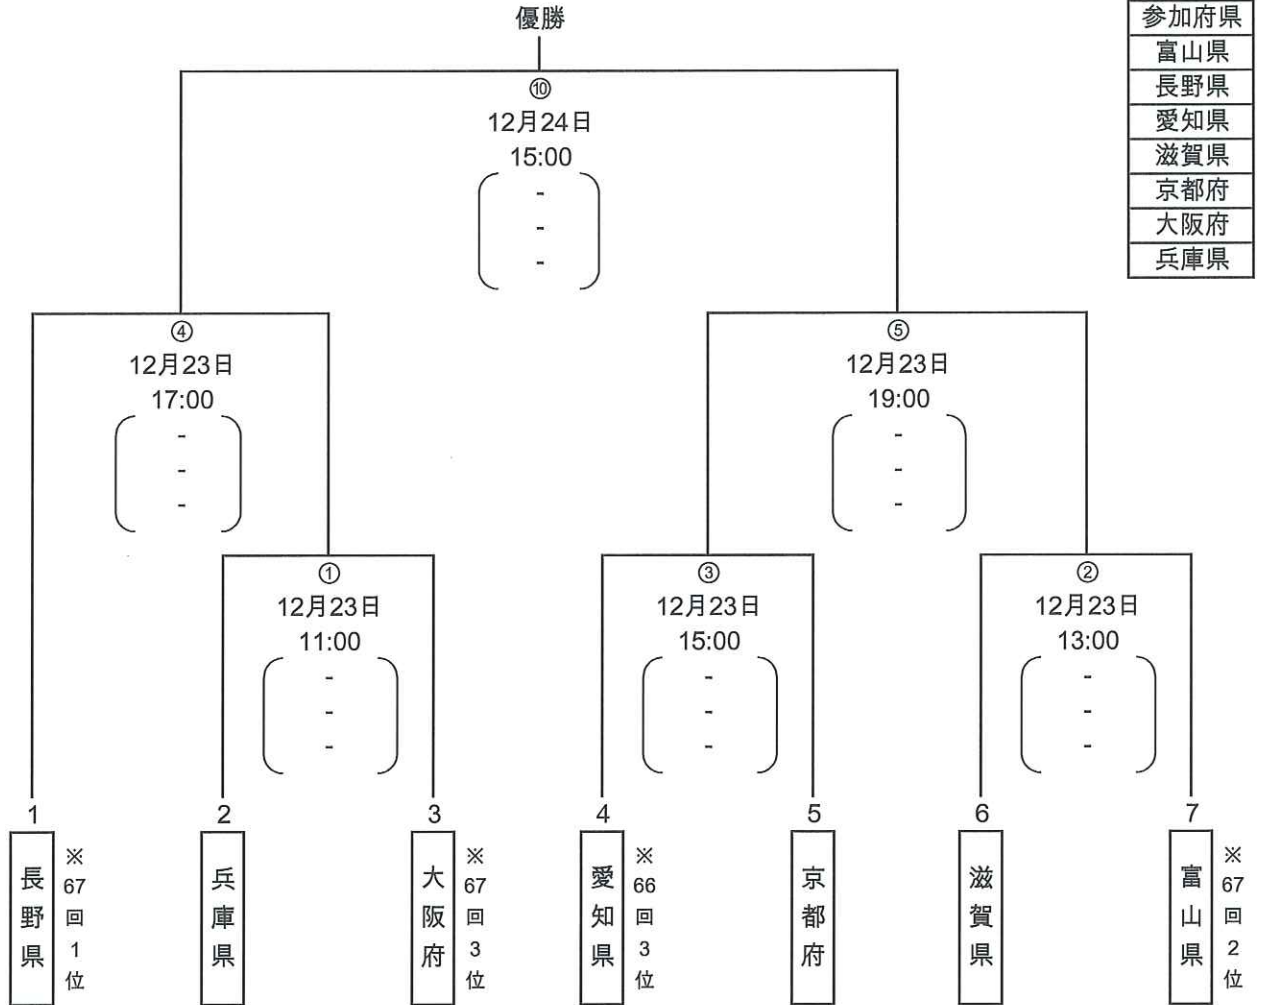 優勝
⑩
12月24日
15:00
-
-
-
参加府県
富山県
長野県
愛知県
滋賀県
京都府
大阪府
兵庫県
④
12月23日
17:00
-
-
-
⑤
12月23日
19:00
-
-
-
①
12月23日
11:00
-
-
-
③
12月23日
15:00
-
-
-
②
12月23日
13:00
-
-
-
1
長野県
※67回1位
2
兵庫県
3
大阪府
※67回3位
4
愛知県
※66回3位
5
京都府
6
滋賀県
7
富山県
※67回2位